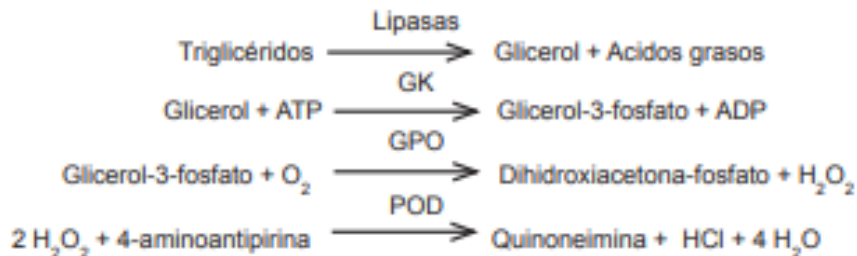 Lipasas
Triglicéridos ⟶ Glicerol + Acidos grasos
GK
Glicerol + ATP ⟶ Glicerol-3-fosfato + ADP
GPO
Glicerol-3-fosfato + O₂ ⟶ Dihidroxiacetona-fosfato + H₂O₂
POD
2 H₂O₂ + 4-aminoantipirina ⟶ Quinoneimina + HCl + 4 H₂O